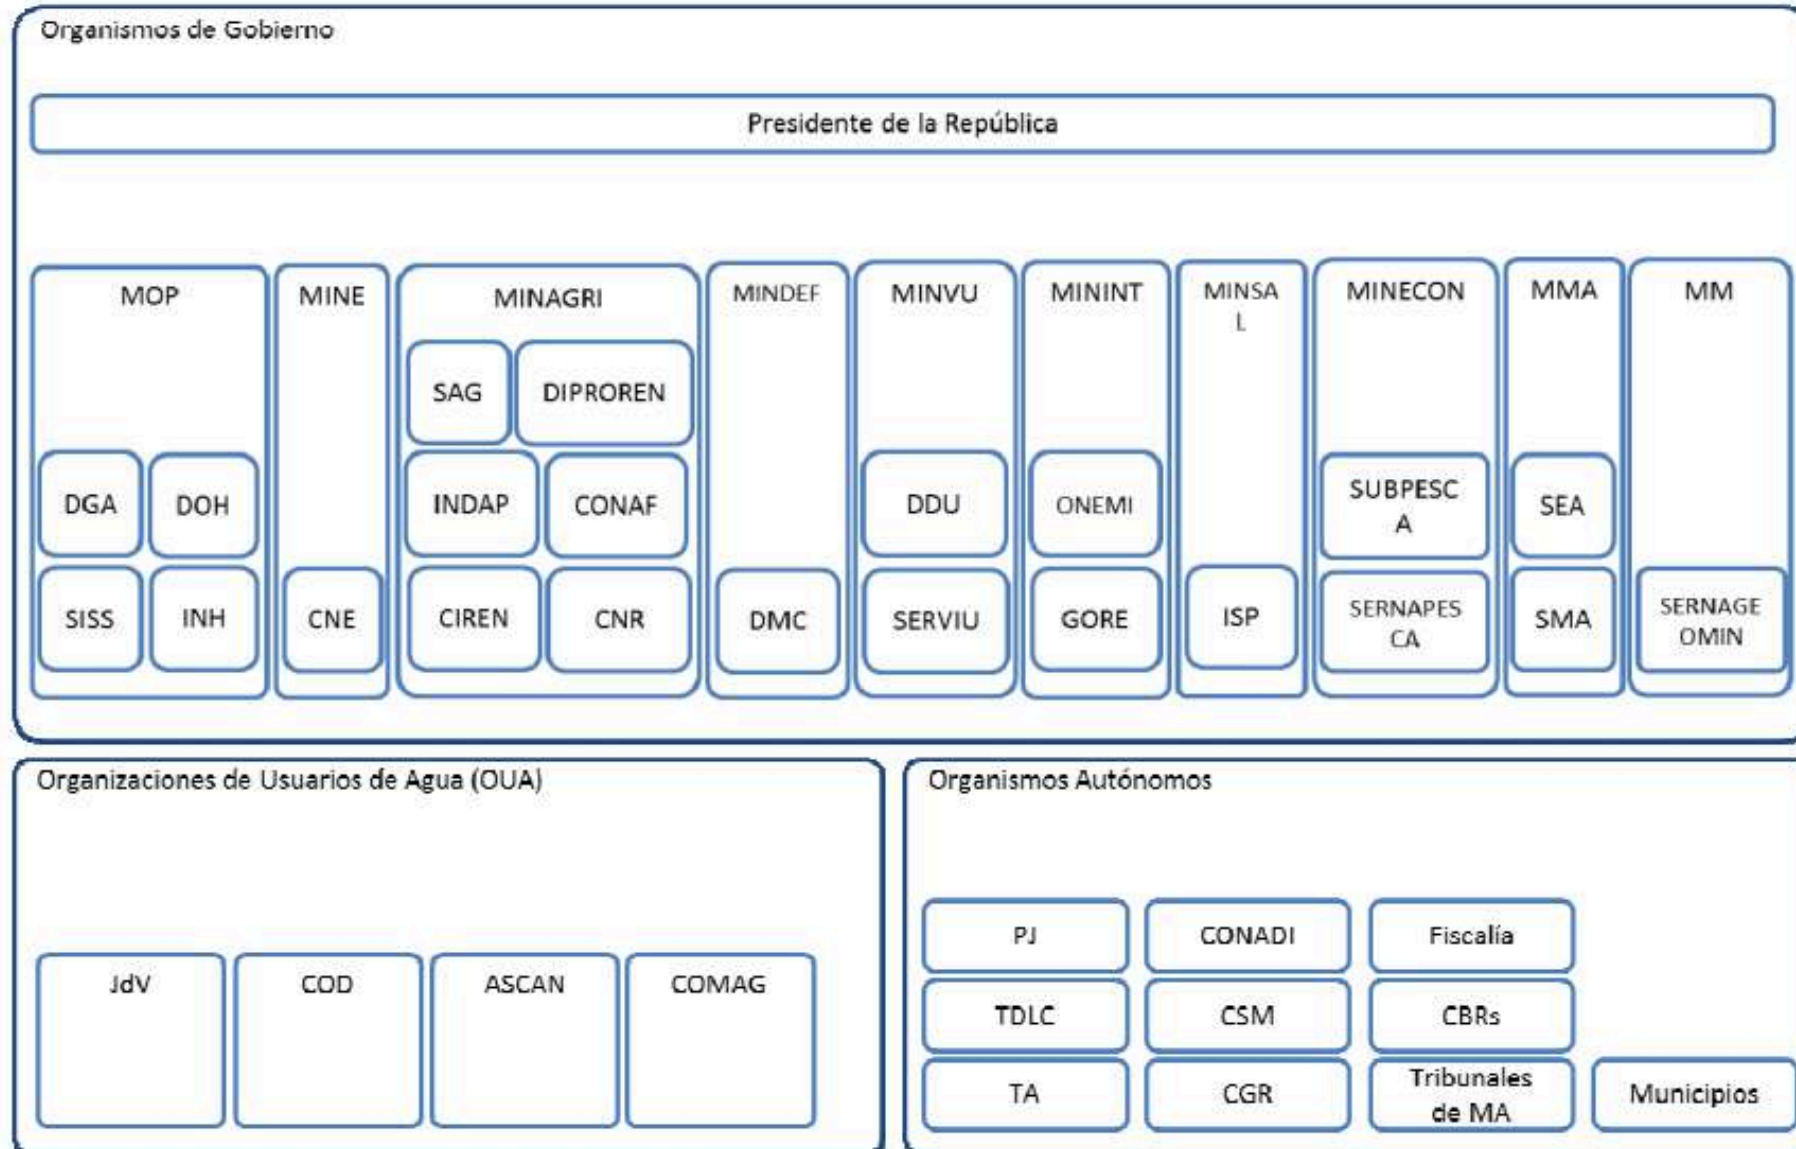 Organismos de Gobierno
Presidente de la República
MOP
MINE
MINAGRI
MINDEF
MINVU
MININT
MINSA
L
MINECON
MMA
MM
SAG
DIPROREN
DGA
DOH
INDAP
CONAF
DDU
ONEMI
SUBPESC
A
SEA
SISS
INH
CNE
CIREN
CNR
DMC
SERVIU
GORE
ISP
SERNAPES
CA
SMA
SERNAGE
OMIN
Organizaciones de Usuarios de Agua (OUA)
JdV
COD
ASCAN
COMAG
Organismos Autónomos
PJ
CONADI
Fiscalía
TDLC
CSM
CBRs
TA
CGR
Tribunales
de MA
Municipios